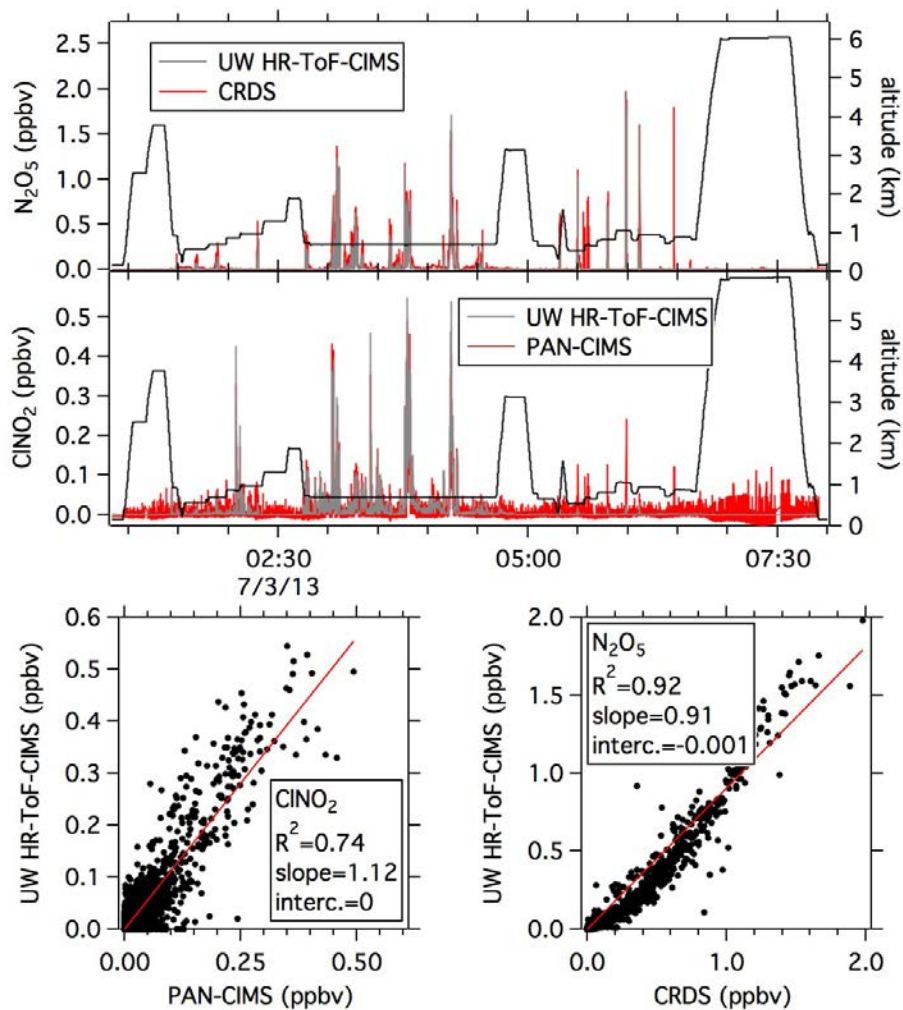 2.5
2.0
1.5
1.0
0.5
0.0
N₂O₅ (ppbv)
UW HR-ToF-CIMS
CRDS
6
5
4
3
2
1
0
altitude (km)
0.5
0.4
0.3
0.2
0.1
0.0
ClNO₂ (ppbv)
UW HR-ToF-CIMS
PAN-CIMS
5
4
3
2
1
0
altitude (km)
02:30 05:00 07:30
7/3/13
0.6
0.5
0.4
0.3
0.2
0.1
0.0
UW HR-ToF-CIMS (ppbv)
ClNO₂
R²=0.74
slope=1.12
interc.=0
0.00 0.25 0.50
PAN-CIMS (ppbv)
2.0
1.5
1.0
0.5
0.0
UW HR-ToF-CIMS (ppbv)
N₂O₅
R²=0.92
slope=0.91
interc.=-0.001
0.0 1.0 2.0
CRDS (ppbv)